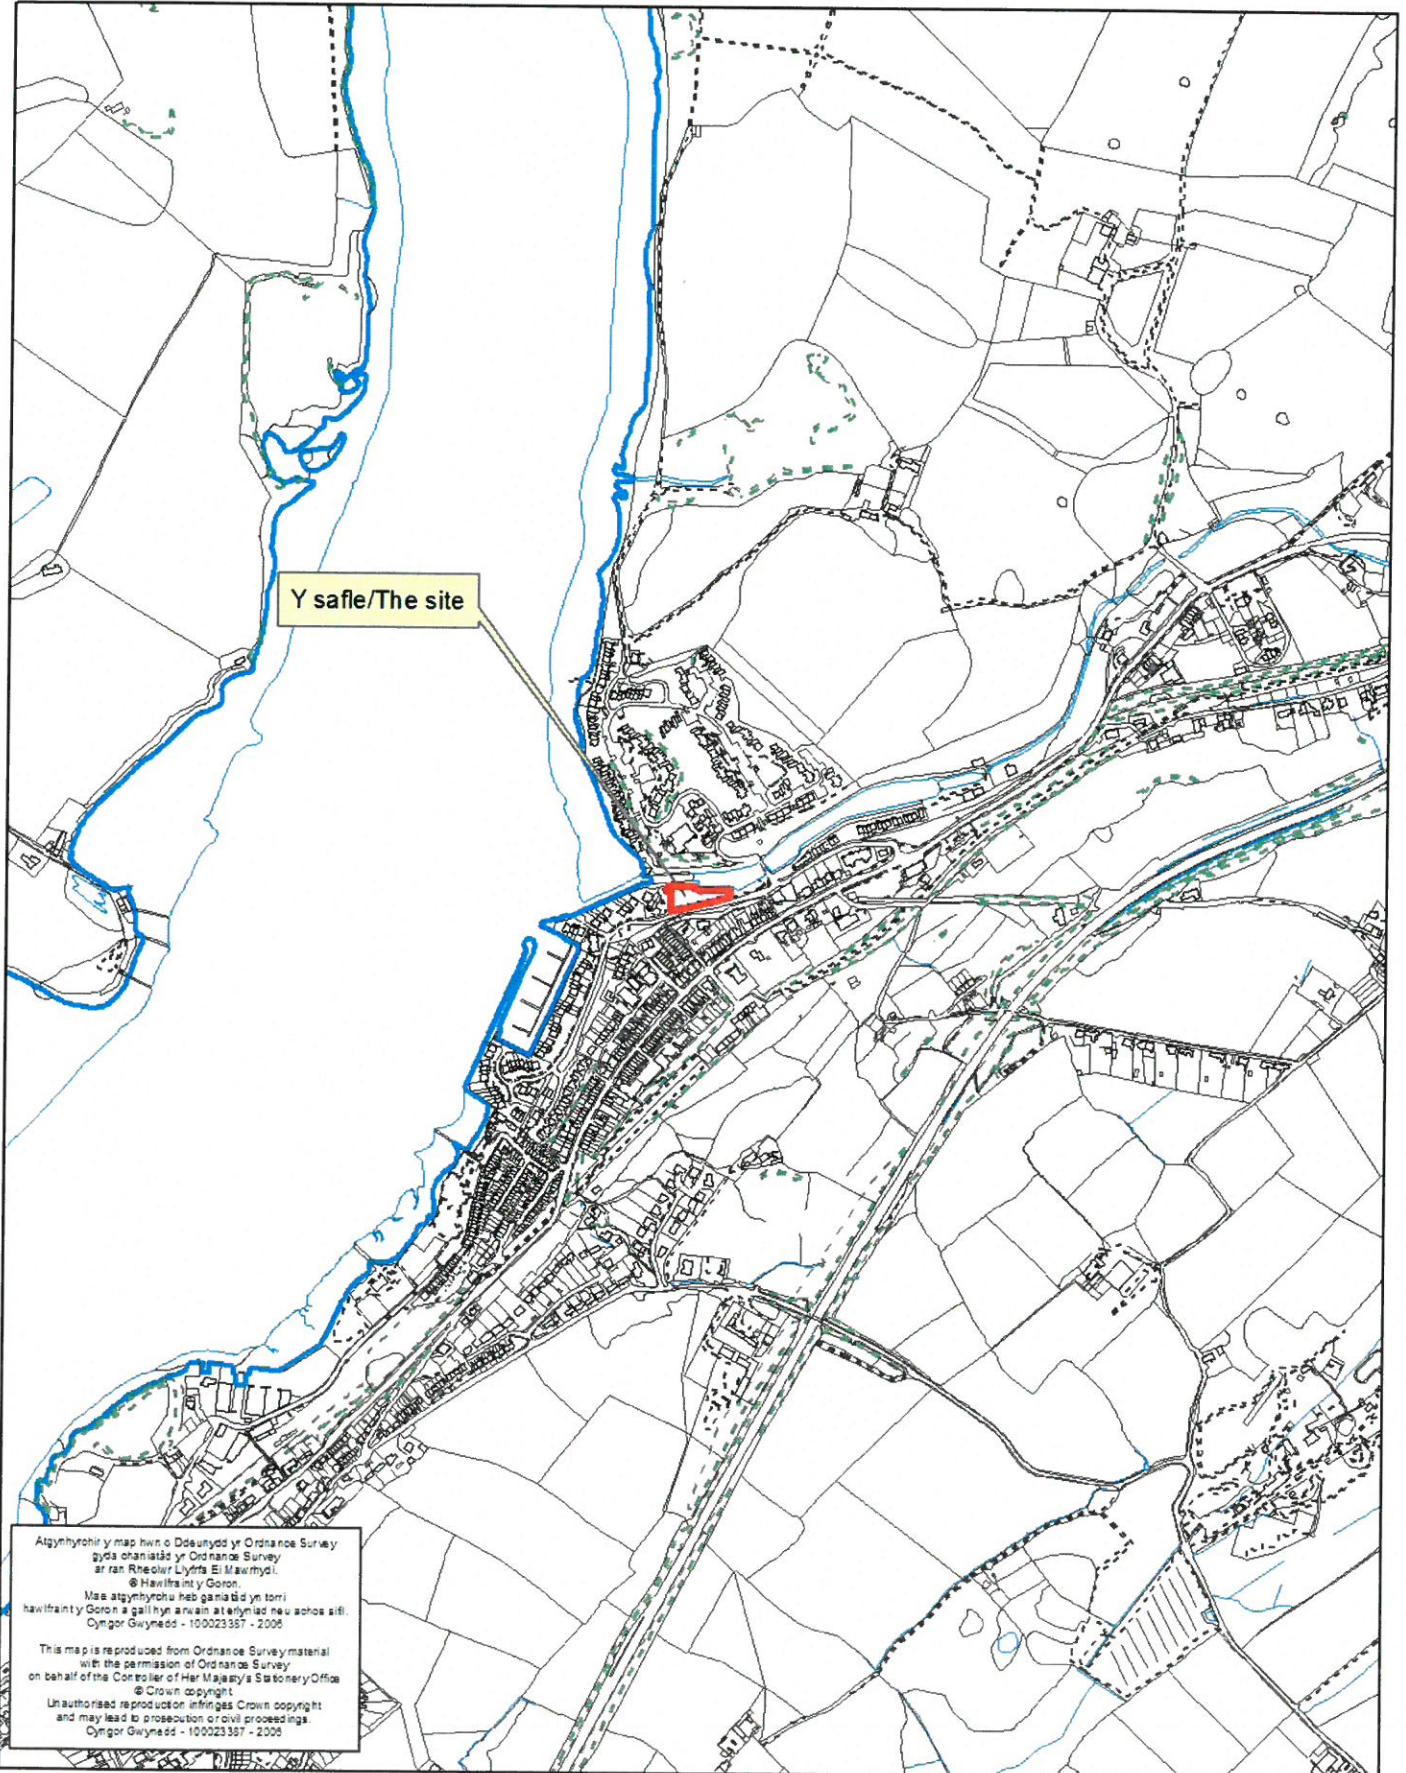 Y safle/The site
Atgynhyrchir y map hwn o Ddeunydd yr Ordnance Survey
gyda chaniatâd yr Ordnance Survey
ar ran Rheolwr Llyfrfa Ei Mawrhydi.
© Hawlfraint y Goron.
Mae atgynhyrchu heb ganiatâd yn torri
hawlfraint y Goron a gall hyn arwain at erlyniad neu achos sifil.
Cyngor Gwynedd - 100023387 - 2006
This map is reproduced from Ordnance Survey material
with the permission of Ordnance Survey
on behalf of the Controller of Her Majesty's Stationery Office
© Crown copyright
Unauthorised reproduction infringes Crown copyright
and may lead to prosecution or civil proceedings.
Cyngor Gwynedd - 100023387 - 2006